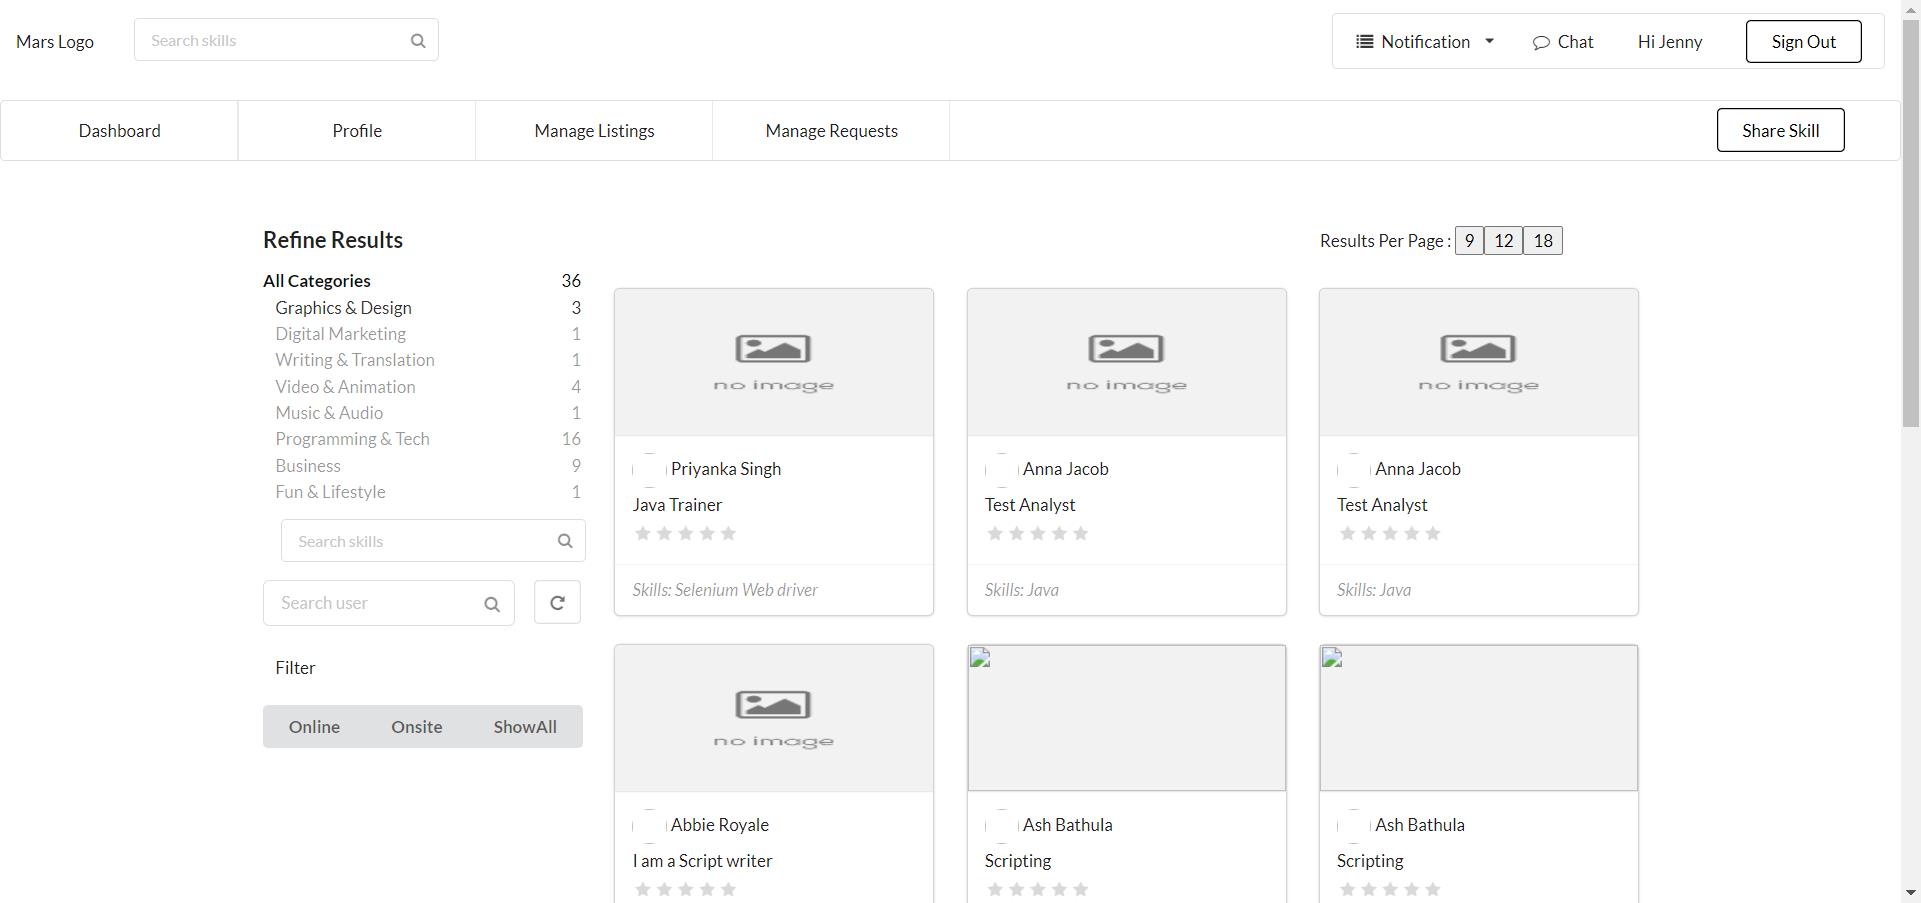 Mars Logo
Search skills
Notification
Chat
Hi Jenny
Sign Out
Dashboard
Profile
Manage Listings
Manage Requests
Share Skill
Refine Results
Results Per Page : 9 12 18
All Categories 36
Graphics & Design 3
Digital Marketing 1
Writing & Translation 1
Video & Animation 4
Music & Audio 1
Programming & Tech 16
Business 9
Fun & Lifestyle 1
Search skills
Search user
Filter
Online
Onsite
ShowAll
no image
Priyanka Singh
Java Trainer
Skills: Selenium Web driver
no image
Anna Jacob
Test Analyst
Skills: Java
no image
Anna Jacob
Test Analyst
Skills: Java
no image
Abbie Royale
I am a Script writer
Ash Bathula
Scripting
Ash Bathula
Scripting